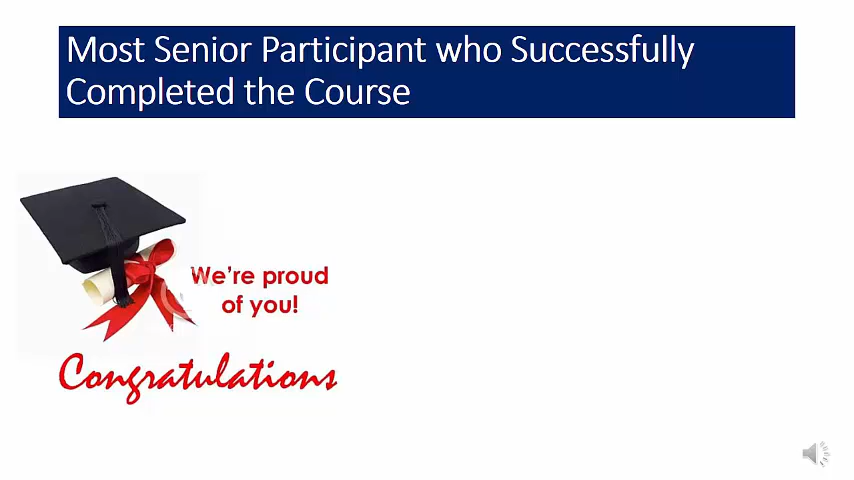 Most Senior Participant who Successfully
Completed the Course
We're proud
of you!
Congratulations